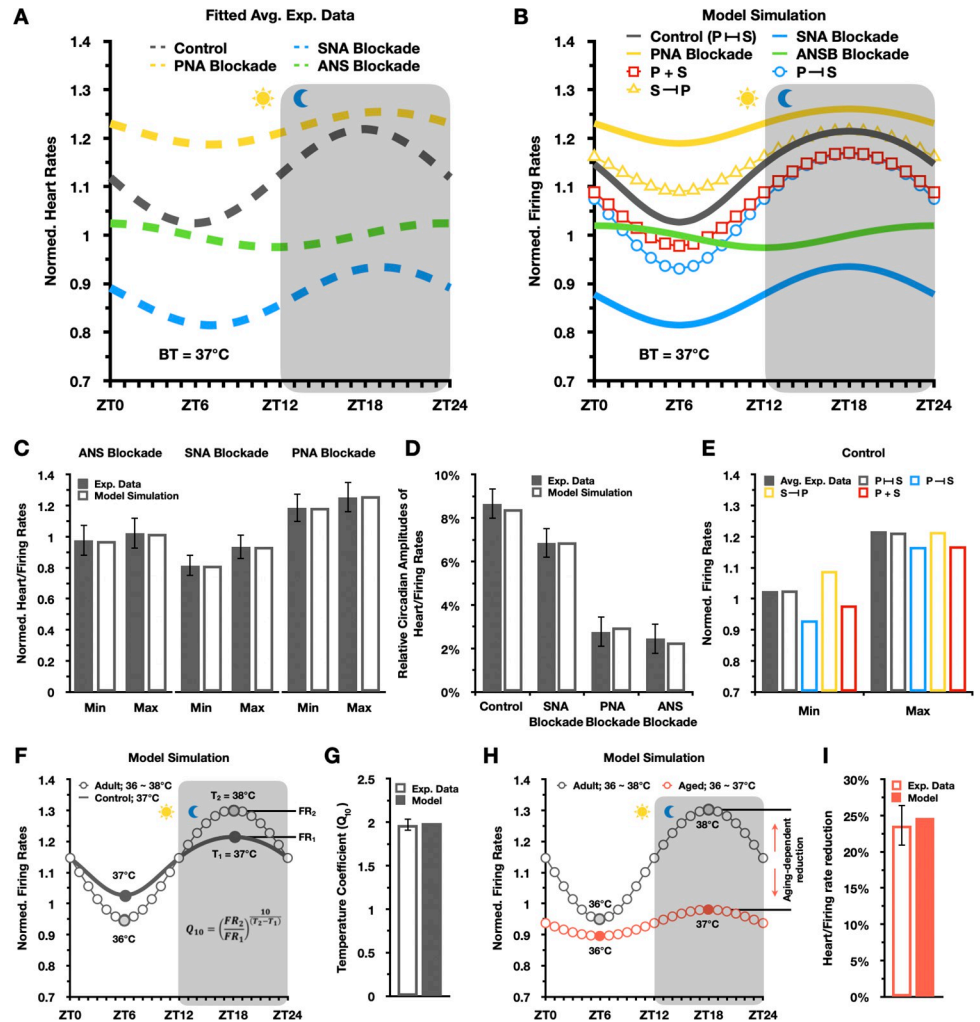 A
Fitted Avg. Exp. Data
Control
SNA Blockade
PNA Blockade
ANS Blockade
Normed. Heart Rates
1.4
1.3
1.2
1.1
1
0.9
0.8
0.7
BT = 37°C
ZT0 ZT6 ZT12 ZT18 ZT24
B
Model Simulation
Control (P⊢⊣S)
SNA Blockade
PNA Blockade
ANSB Blockade
P + S
P⊣S
S⊣P
Normed. Firing Rates
1.4
1.3
1.2
1.1
1
0.9
0.8
0.7
BT = 37°C
ZT0 ZT6 ZT12 ZT18 ZT24
C
ANS Blockade SNA Blockade PNA Blockade
Exp. Data
Model Simulation
Normed. Heart/Firing Rates
1.4
1.2
1
0.8
0.6
0.4
0.2
0
Min Max Min Max Min Max
D
Exp. Data
Model Simulation
Relative Circadian Amplitudes of
Heart/Firing Rates
10%
8%
6%
4%
2%
0%
Control SNA Blockade PNA Blockade ANS Blockade
E
Control
Avg. Exp. Data P⊢⊣S P⊣S
S⊣P P + S
Normed. Firing Rates
1.4
1.3
1.2
1.1
1
0.9
0.8
0.7
Min Max
F
Model Simulation
Adult; 36 ~ 38°C
Control; 37°C
Normed. Firing Rates
1.4
1.3
1.2
1.1
1.0
0.9
0.8
0.7
T₂ = 38°C
FR₂
FR₁
T₁ = 37°C
37°C
36°C
Q₁₀ = (FR₂/FR₁)^(10/(T₂−T₁))
ZT0 ZT6 ZT12 ZT18 ZT24
G
Exp. Data
Model
Temperature Coefficient (Q₁₀)
2.5
2
1.5
1
0.5
0
H
Model Simulation
Adult; 36 ~ 38°C
Aged; 36 ~ 37°C
Normed. Firing Rates
1.4
1.3
1.2
1.1
1.0
0.9
0.8
0.7
38°C
36°C
37°C
36°C
Aging-dependent
reduction
ZT0 ZT6 ZT12 ZT18 ZT24
I
Exp. Data
Model
Heart/Firing rate reduction
30%
25%
20%
15%
10%
5%
0%